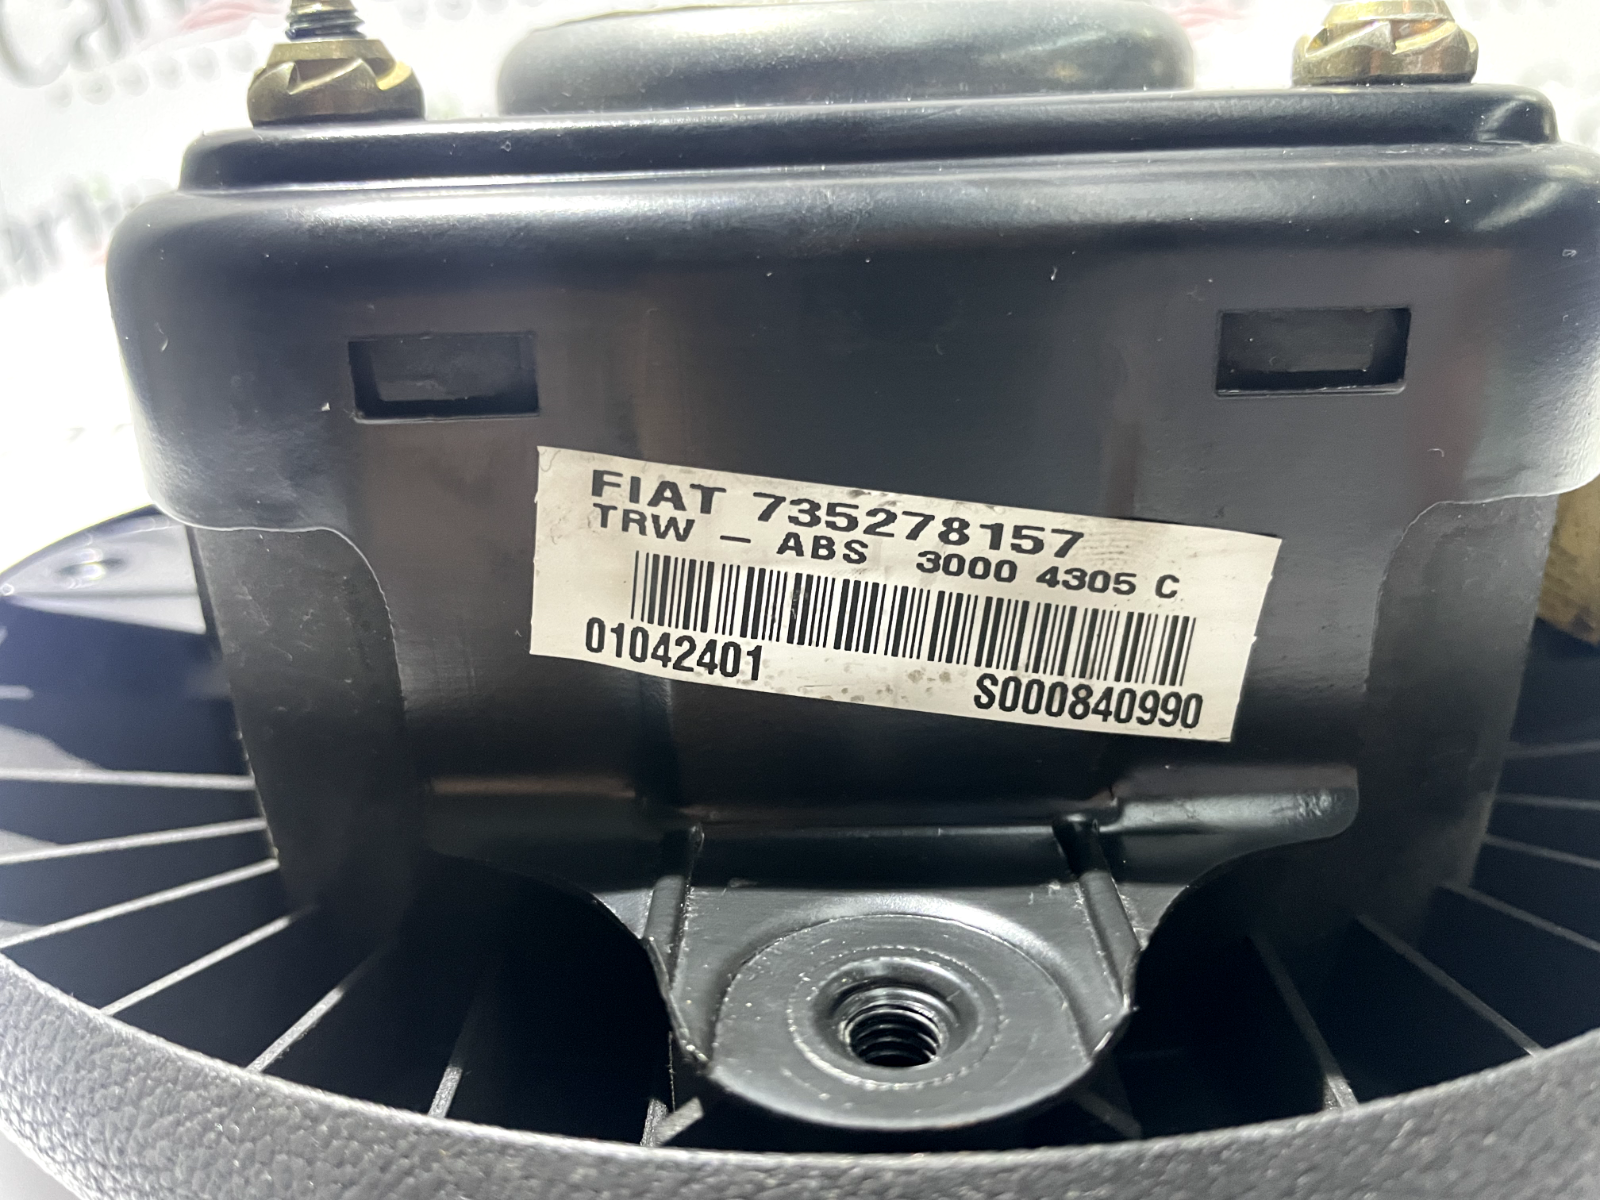 FIAT 735278157
TRW - ABS 3000 4305 C
01042401
S000840990